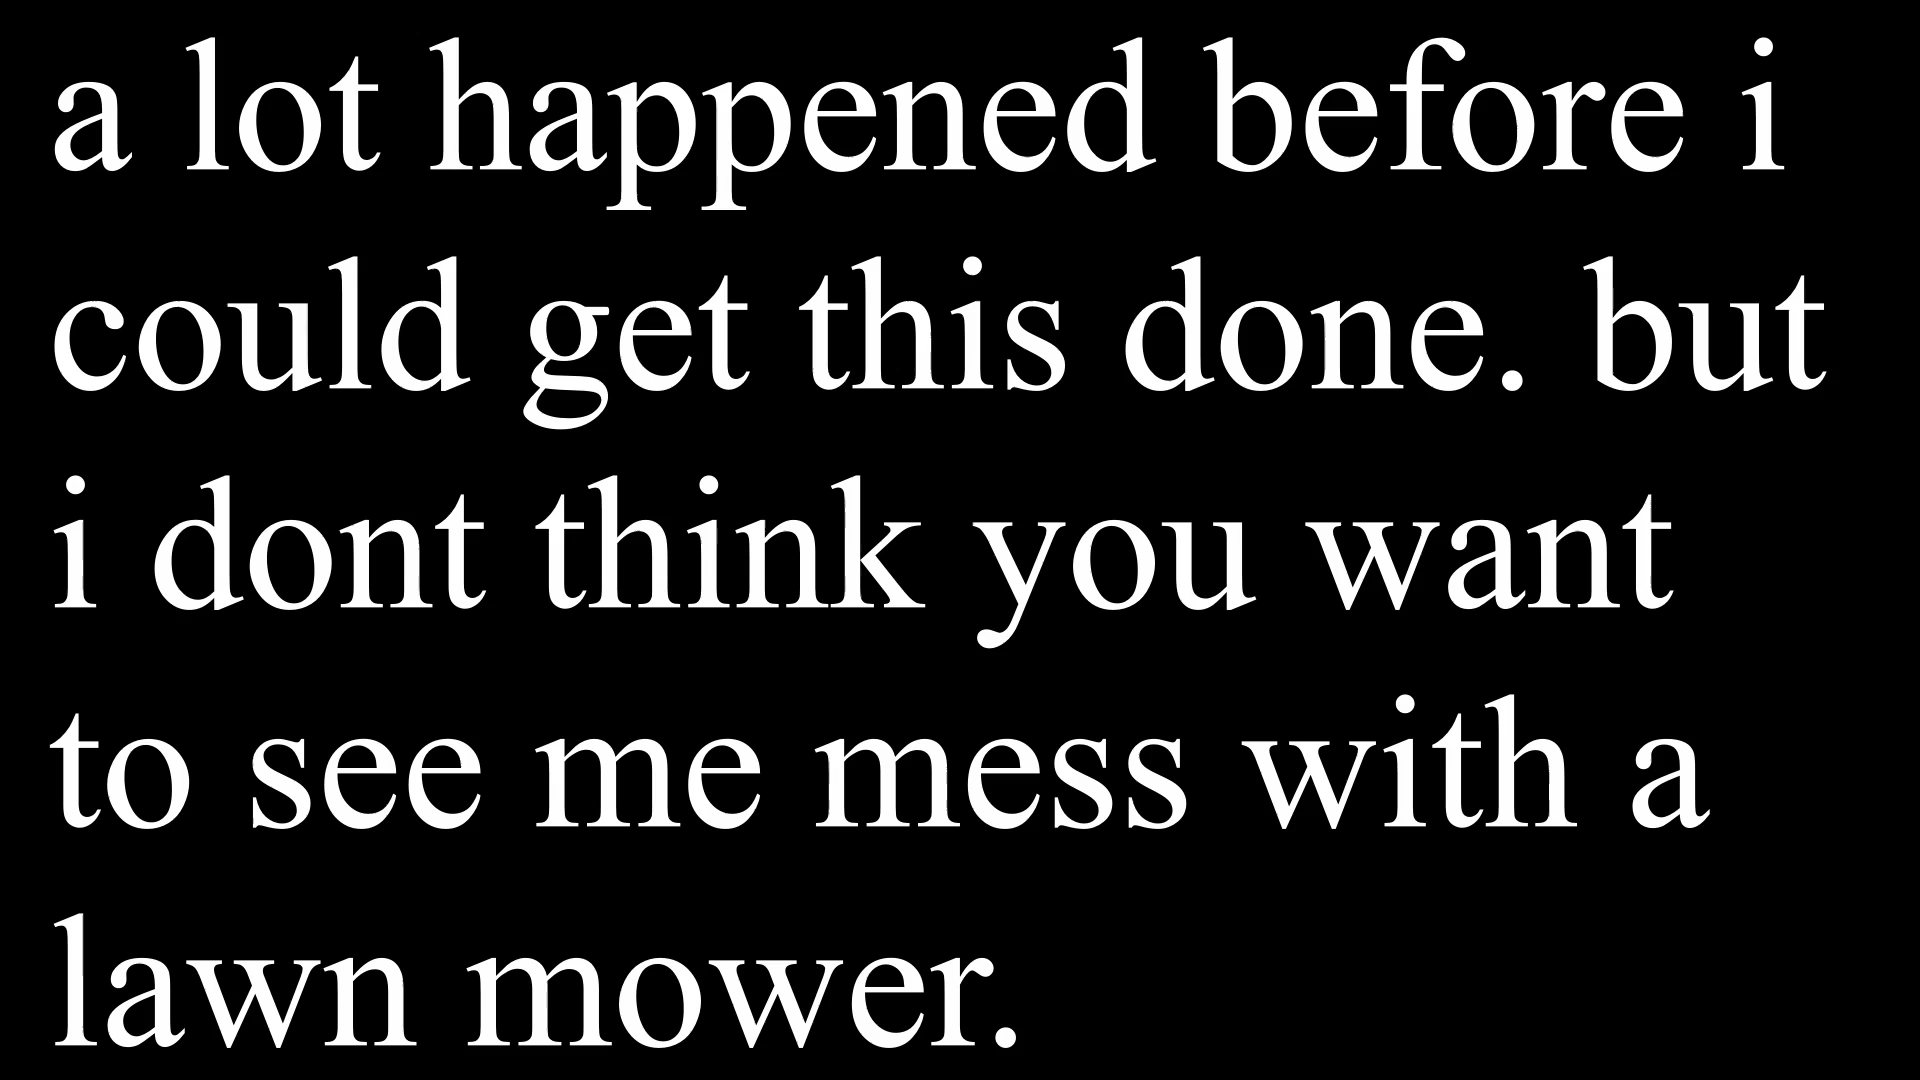 a lot happened before i
could get this done. but
i dont think you want
to see me mess with a
lawn mower.